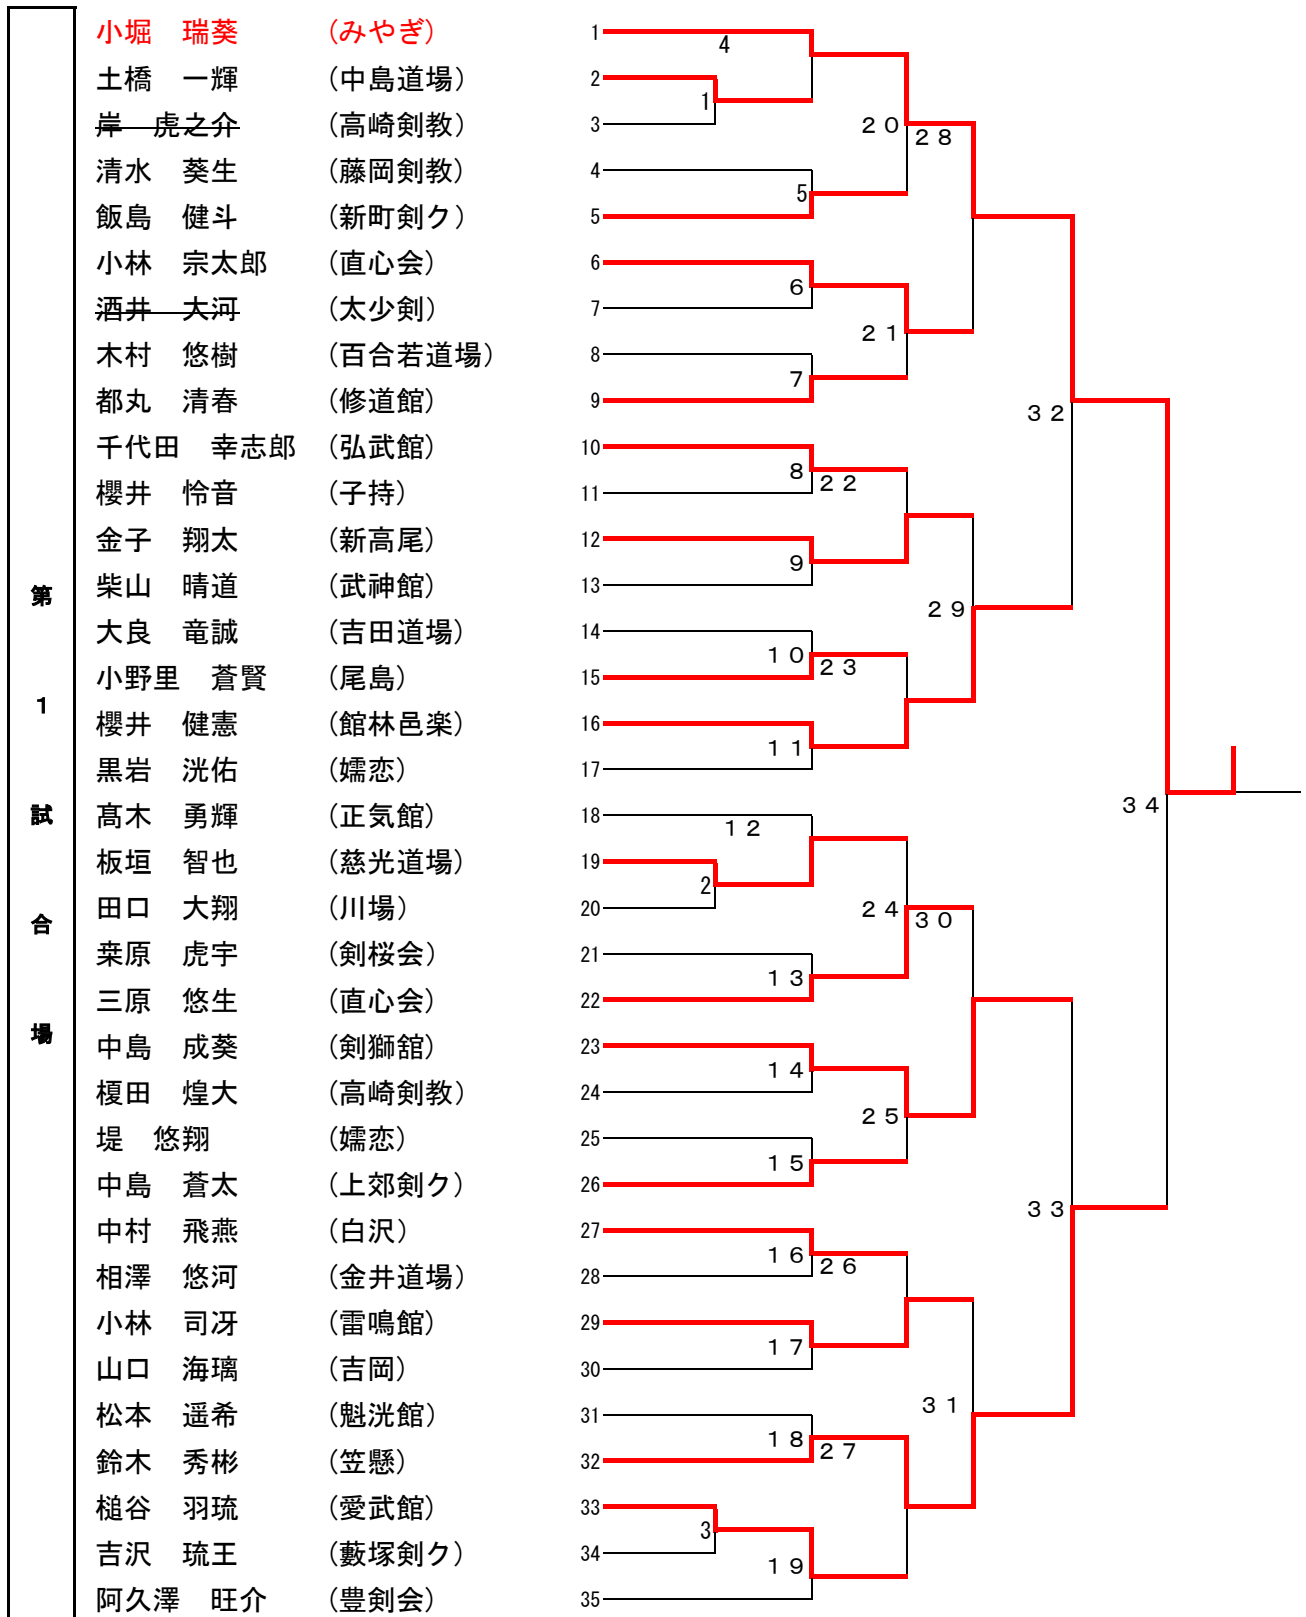 第１試合場
小堀　瑞葵　(みやぎ)　1
土橋　一輝　(中島道場)　2
岸　虎之介　(高崎剣教)　3
清水　葵生　(藤岡剣教)　4
飯島　健斗　(新町剣ク)　5
小林　宗太郎　(直心会)　6
酒井　大河　(太少剣)　7
木村　悠樹　(百合若道場)　8
都丸　清春　(修道館)　9
千代田　幸志郎　(弘武館)　10
櫻井　怜音　(子持)　11
金子　翔太　(新高尾)　12
柴山　晴道　(武神館)　13
大良　竜誠　(吉田道場)　14
小野里　蒼賢　(尾島)　15
櫻井　健憲　(館林邑楽)　16
黒岩　洸佑　(嬬恋)　17
髙木　勇輝　(正気館)　18
板垣　智也　(慈光道場)　19
田口　大翔　(川場)　20
桒原　虎宇　(剣桜会)　21
三原　悠生　(直心会)　22
中島　成葵　(剣獅舘)　23
榎田　煌大　(高崎剣教)　24
堤　悠翔　(嬬恋)　25
中島　蒼太　(上郊剣ク)　26
中村　飛燕　(白沢)　27
相澤　悠河　(金井道場)　28
小林　司冴　(雷鳴館)　29
山口　海璃　(吉岡)　30
松本　遥希　(魁洸館)　31
鈴木　秀彬　(笠懸)　32
槌谷　羽琉　(愛武館)　33
吉沢　琉王　(藪塚剣ク)　34
阿久澤　旺介　(豊剣会)　35
1
2
3
4
5
6
7
8
9
１０
１１
１２
１３
１４
１５
１６
１７
１８
１９
２０
２１
２２
２３
２４
２５
２６
２７
２８
２９
３０
３１
３２
３３
３４